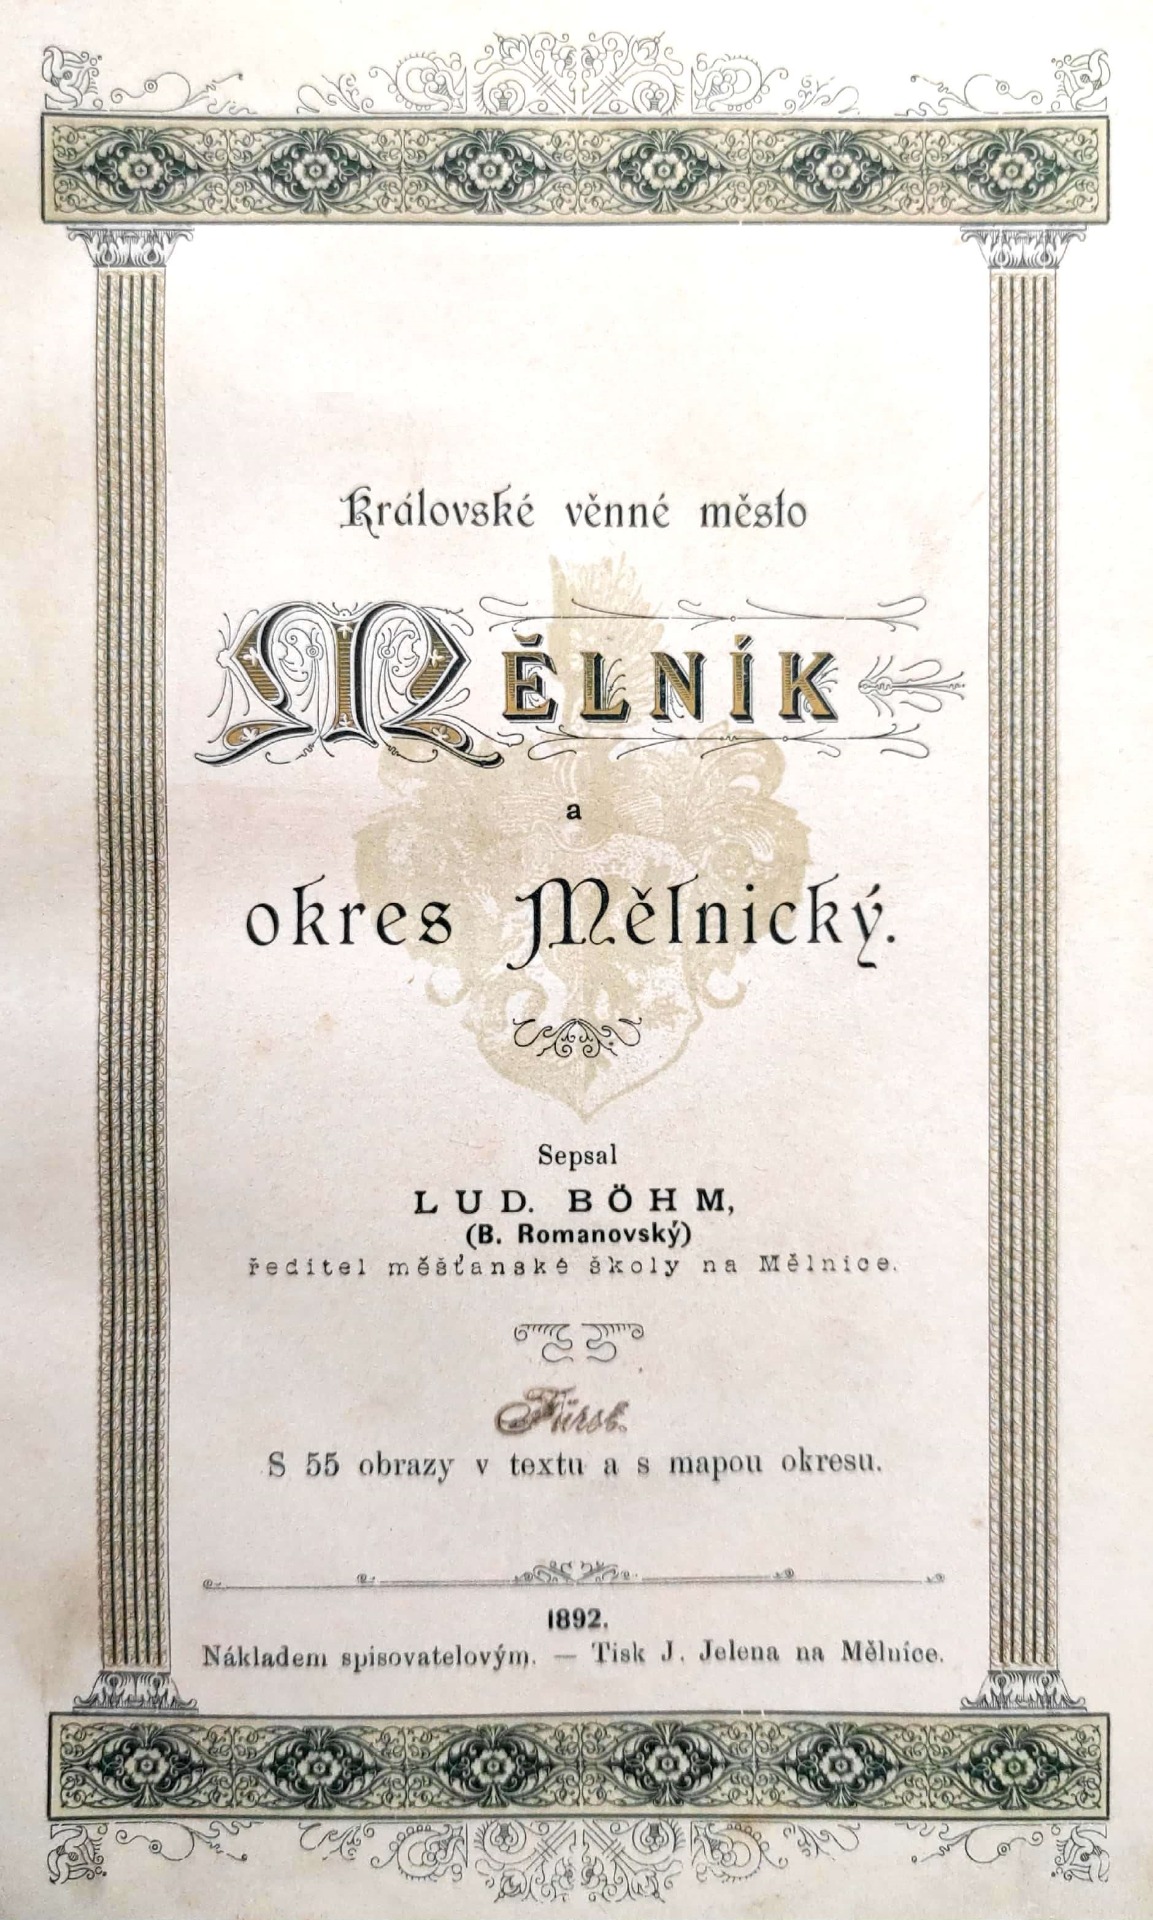 Královské věnné město
MĚLNÍK
a
okres Mělnický.
Sepsal
LUD. BÖHM,
(B. Romanovský)
ředitel měšťanské školy na Mělnice.
S 55 obrazy v textu a s mapou okresu.
1892.
Nákladem spisovatelovým. — Tisk J. Jelena na Mělnice.